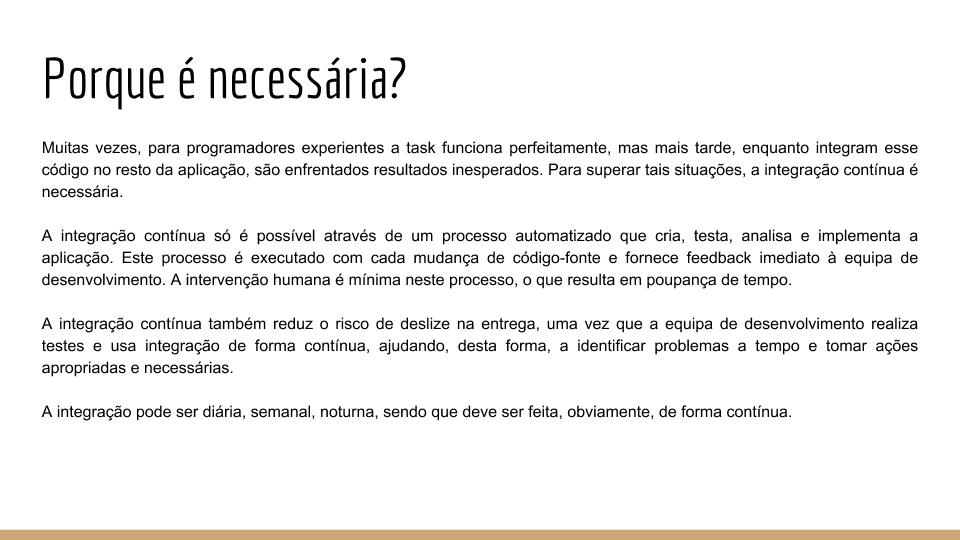 Porque é necessária?
Muitas vezes, para programadores experientes a task funciona perfeitamente, mas mais tarde, enquanto integram esse
código no resto da aplicação, são enfrentados resultados inesperados. Para superar tais situações, a integração contínua é
necessária.
A integração contínua só é possível através de um processo automatizado que cria, testa, analisa e implementa a
aplicação. Este processo é executado com cada mudança de código-fonte e fornece feedback imediato à equipa de
desenvolvimento. A intervenção humana é mínima neste processo, o que resulta em poupança de tempo.
A integração contínua também reduz o risco de deslize na entrega, uma vez que a equipa de desenvolvimento realiza
testes e usa integração de forma contínua, ajudando, desta forma, a identificar problemas a tempo e tomar ações
apropriadas e necessárias.
A integração pode ser diária, semanal, noturna, sendo que deve ser feita, obviamente, de forma contínua.